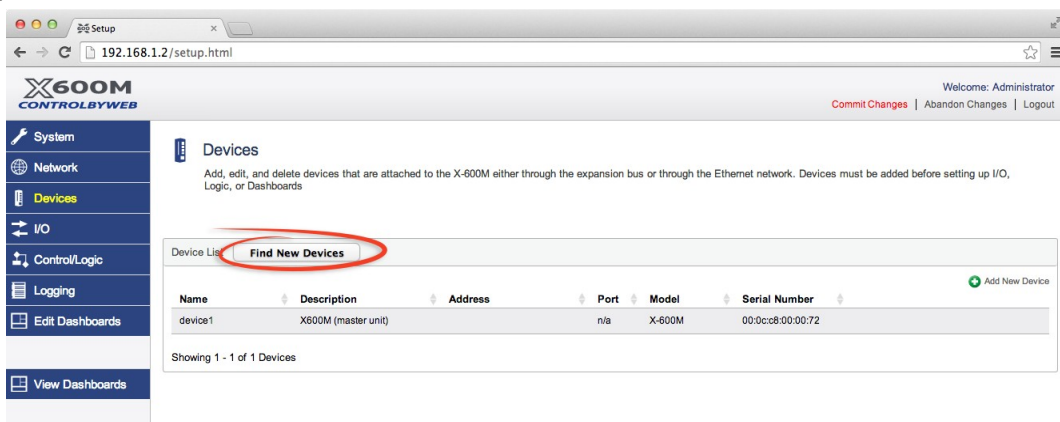 Setup
192.168.1.2/setup.html
X600M
CONTROLBYWEB
Welcome: Administrator
Commit Changes | Abandon Changes | Logout
System
Network
Devices
I/O
Control/Logic
Logging
Edit Dashboards
View Dashboards
Devices
Add, edit, and delete devices that are attached to the X-600M either through the expansion bus or through the Ethernet network. Devices must be added before setting up I/O,
Logic, or Dashboards
Device List Find New Devices
Add New Device
Name Description Address Port Model Serial Number
device1 X600M (master unit) n/a X-600M 00:0c:c8:00:00:72
Showing 1 - 1 of 1 Devices